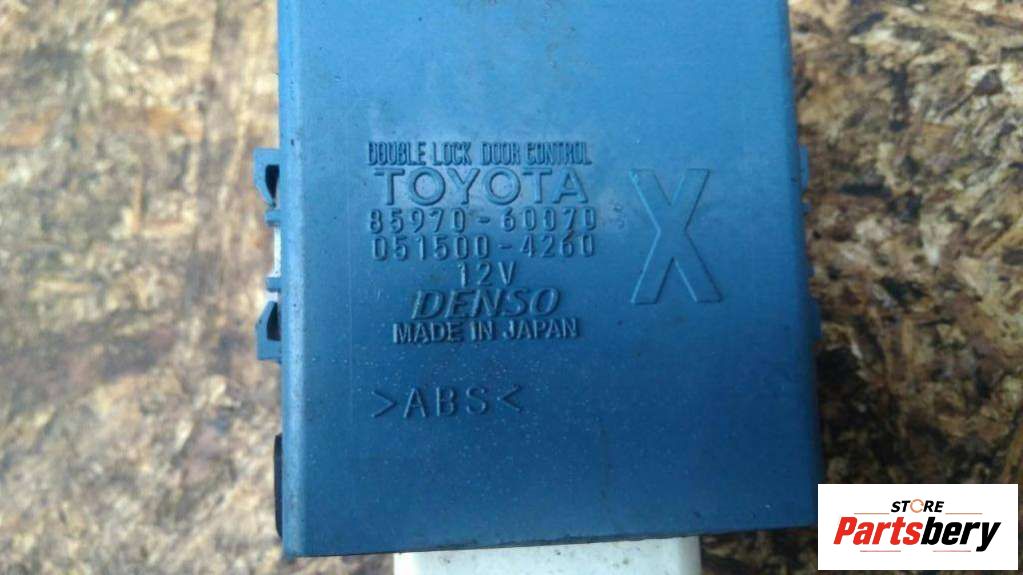 DOUBLE LOCK DOOR CONTROL
TOYOTA
85970-60070
051500-4260
12V
DENSO
MADE IN JAPAN
>ABS<
X
STORE
Partsbery